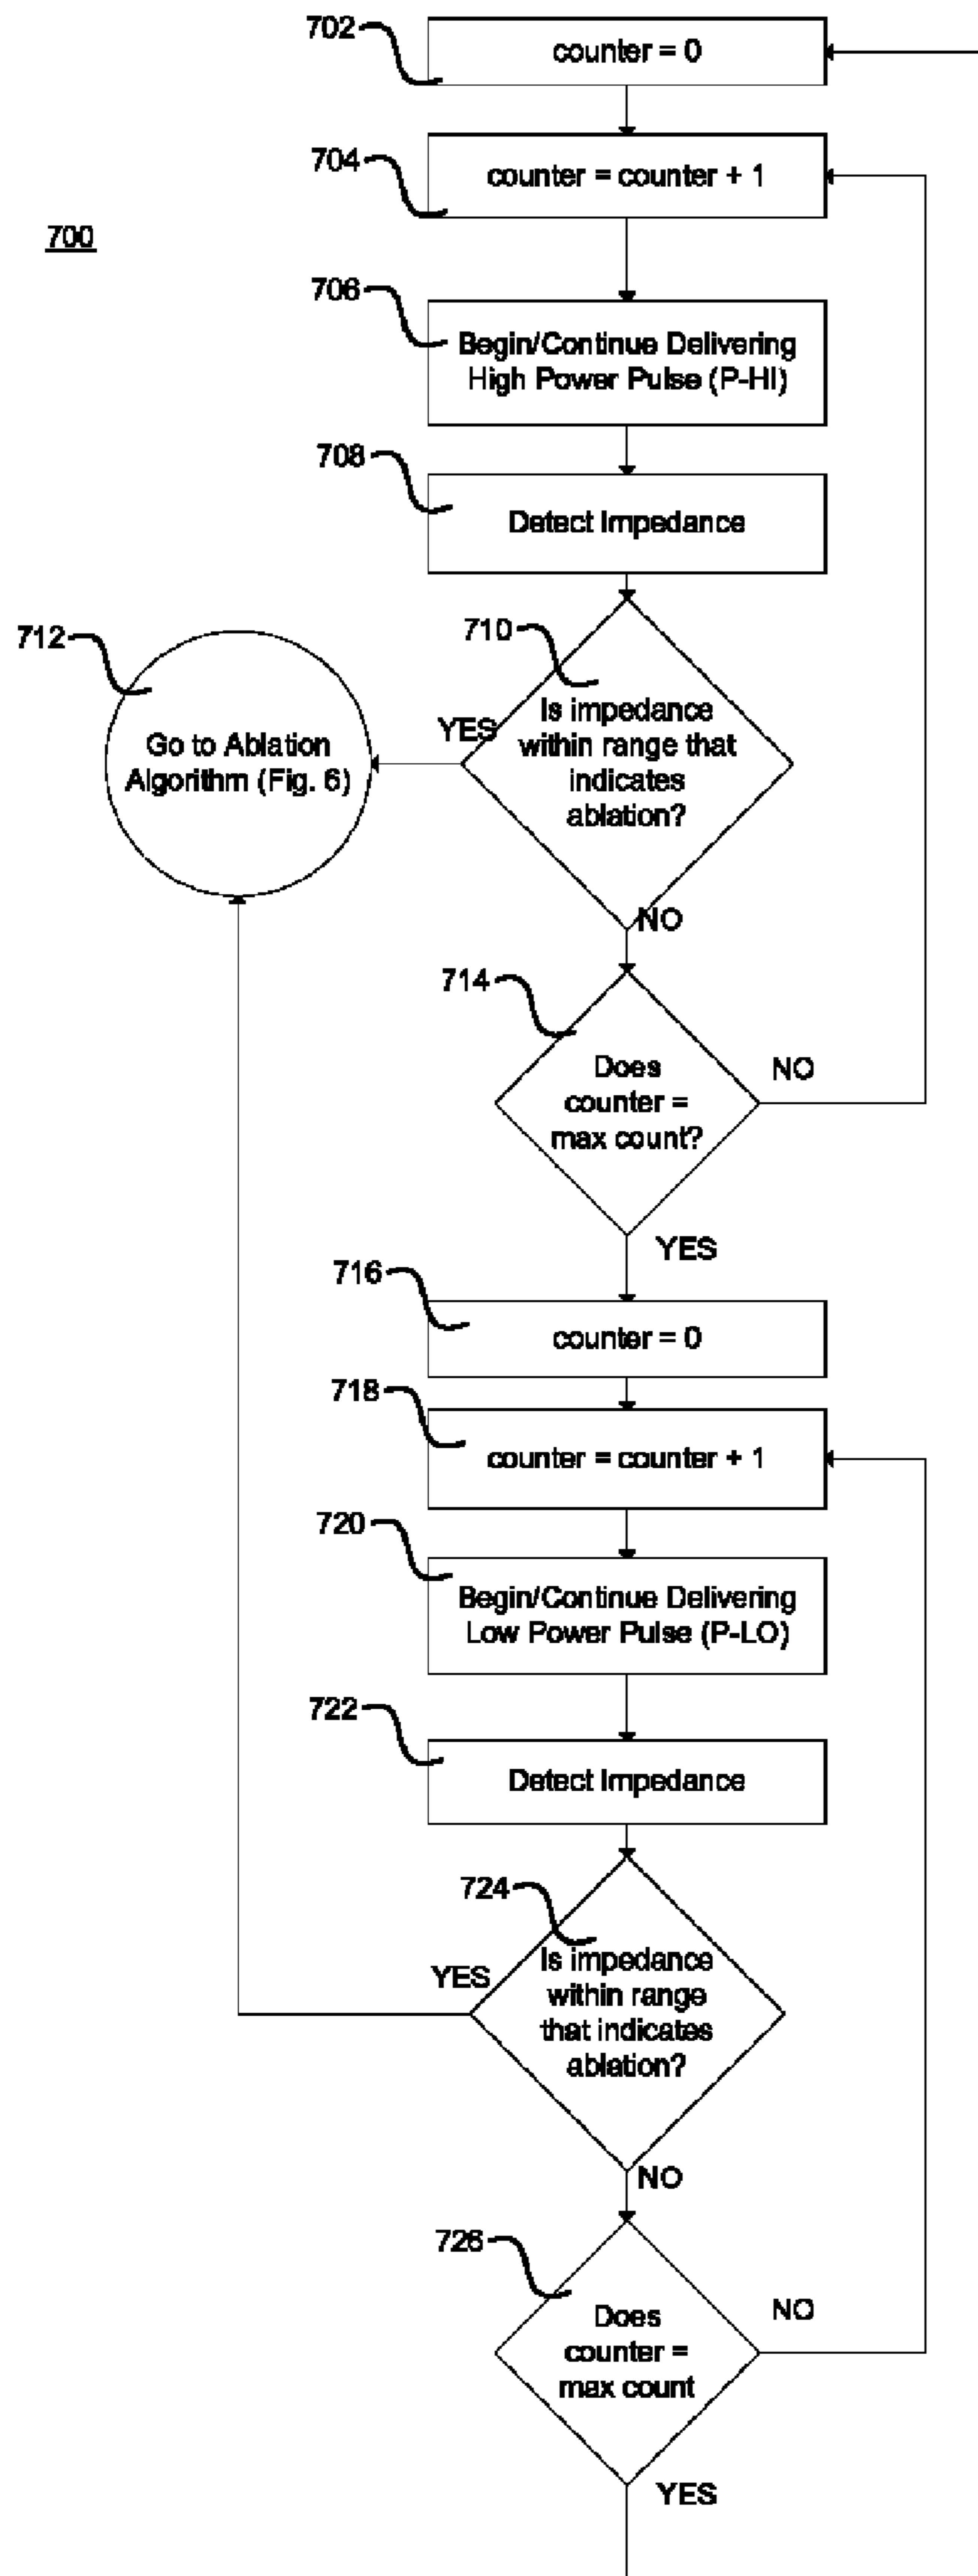 702
counter = 0
704
counter = counter + 1
700
706
Begin/Continue Delivering
High Power Pulse (P-HI)
708
Detect Impedance
712
710
Go to Ablation
Algorithm (Fig. 6)
YES
Is impedance
within range that
indicates
ablation?
NO
714
Does
counter =
max count?
NO
YES
716
counter = 0
718
counter = counter + 1
720
Begin/Continue Delivering
Low Power Pulse (P-LO)
722
Detect Impedance
724
YES
Is impedance
within range
that indicates
ablation?
NO
726
Does
counter =
max count
NO
YES